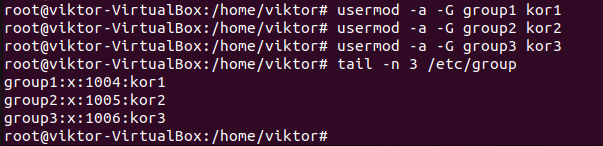 root@viktor-VirtualBox:/home/viktor# usermod -a -G group1 kor1
root@viktor-VirtualBox:/home/viktor# usermod -a -G group2 kor2
root@viktor-VirtualBox:/home/viktor# usermod -a -G group3 kor3
root@viktor-VirtualBox:/home/viktor# tail -n 3 /etc/group
group1:x:1004:kor1
group2:x:1005:kor2
group3:x:1006:kor3
root@viktor-VirtualBox:/home/viktor#